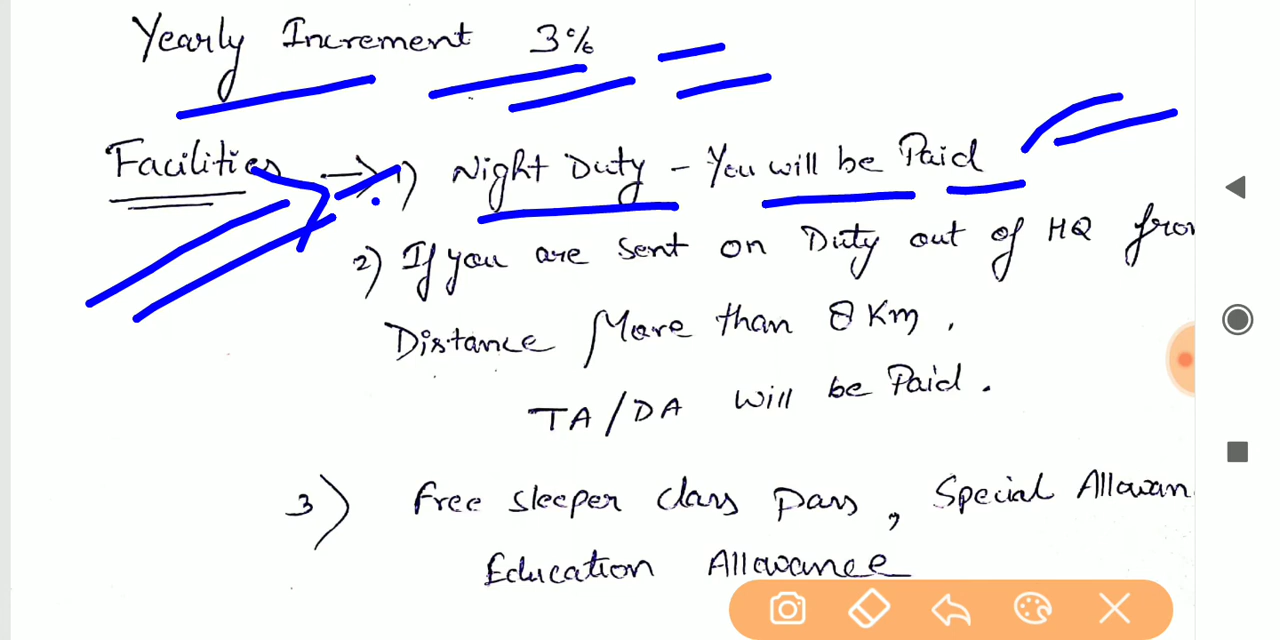 Yearly Increment 3%
Facilities → 1) Night Duty - You will be Paid
2) If you are sent on Duty out of HQ from
Distance More than 8 Km.
TA/DA will be Paid.
3) Free sleeper class pass, Special Allowan
Education Allowance